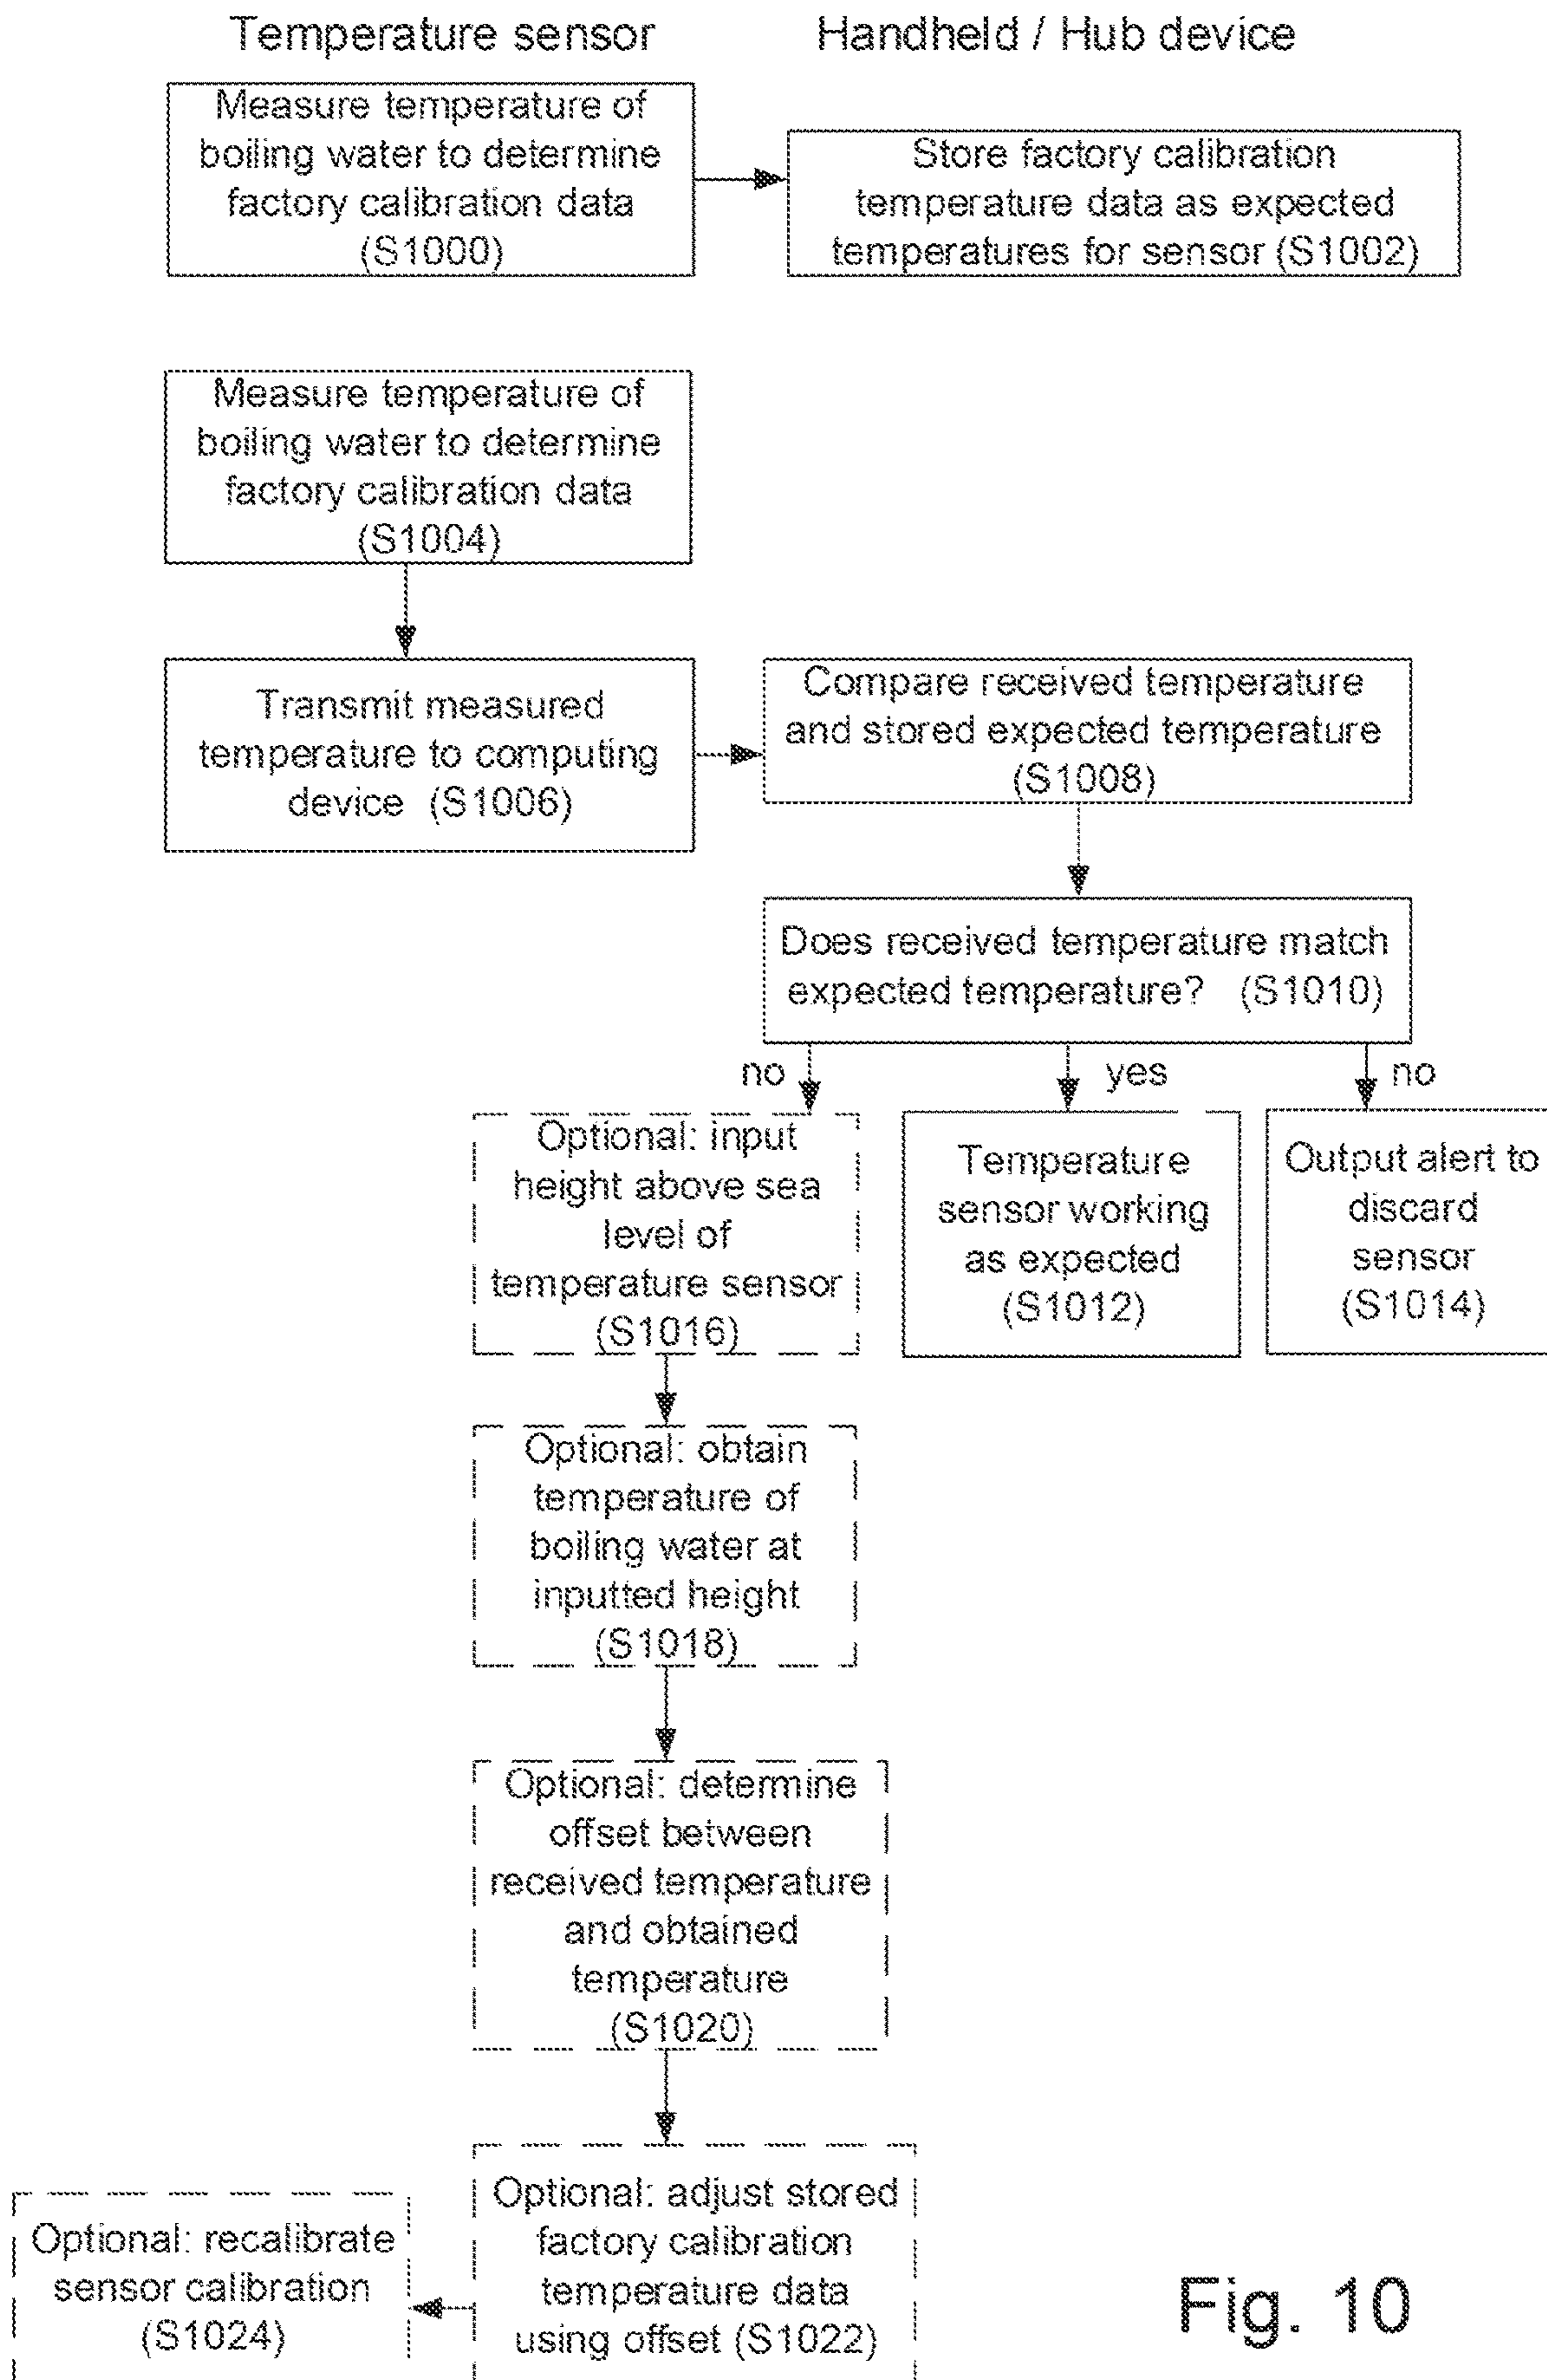 Temperature sensor
Handheld / Hub device
Measure temperature of
boiling water to determine
factory calibration data
(S1000)
Store factory calibration
temperature data as expected
temperatures for sensor (S1002)
Measure temperature of
boiling water to determine
factory calibration data
(S1004)
Transmit measured
temperature to computing
device (S1006)
Compare received temperature
and stored expected temperature
(S1008)
Does received temperature match
expected temperature? (S1010)
no
yes
no
Optional: input
height above sea
level of
temperature sensor
(S1016)
Temperature
sensor working
as expected
(S1012)
Output alert to
discard
sensor
(S1014)
Optional: obtain
temperature of
boiling water at
inputted height
(S1018)
Optional: determine
offset between
received temperature
and obtained
temperature
(S1020)
Optional: adjust stored
factory calibration
temperature data
using offset (S1022)
Optional: recalibrate
sensor calibration
(S1024)
Fig. 10